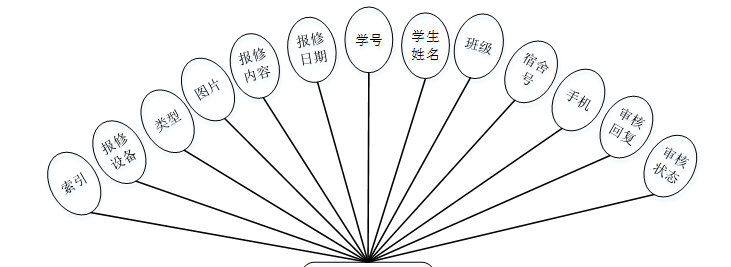 索引
报修
设备
类型
图片
报修
内容
报修
日期
学号
学生
姓名
班级
宿舍
号
手机
审核
回复
审核
状态